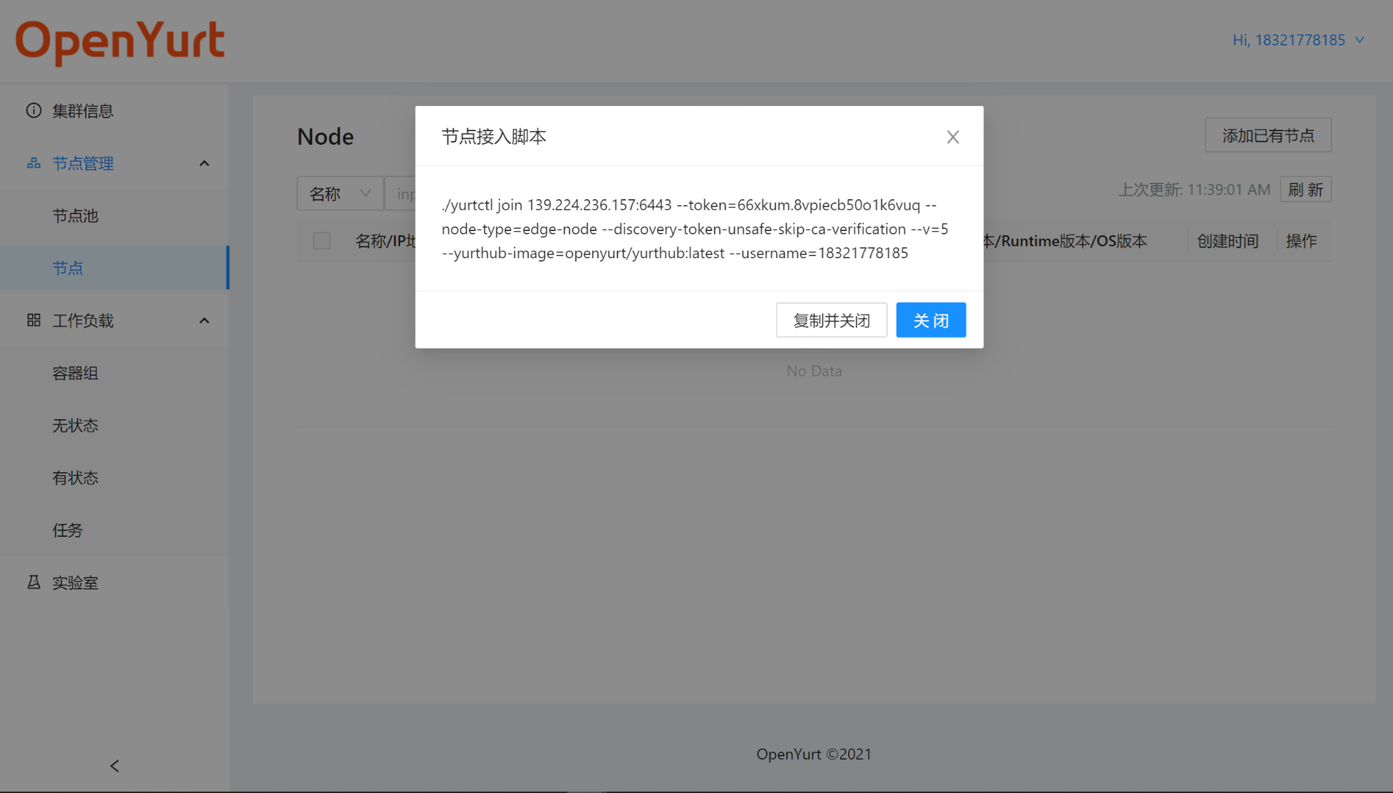 OpenYurt
Hi, 18321778185
集群信息
节点管理
节点池
节点
工作负载
容器组
无状态
有状态
任务
实验室
Node
添加已有节点
名称
inp
上次更新: 11:39:01 AM
刷 新
名称/IP地
本/Runtime版本/OS版本
创建时间
操作
节点接入脚本
./yurtctl join 139.224.236.157:6443 --token=66xkum.8vpiecb50o1k6vuq --
node-type=edge-node --discovery-token-unsafe-skip-ca-verification --v=5
--yurthub-image=openyurt/yurthub:latest --username=18321778185
复制并关闭
关 闭
No Data
OpenYurt ©2021